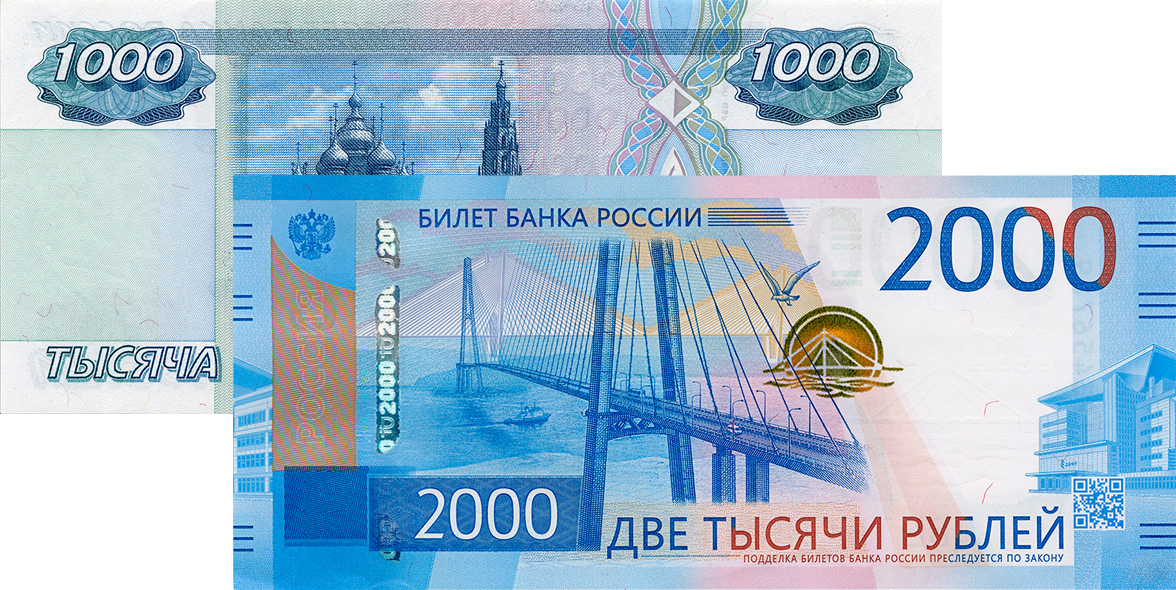 1000
1000
ТЫСЯЧА
БИЛЕТ БАНКА РОССИИ
2000
РОССИЯ
2000
2000
ДВЕ ТЫСЯЧИ РУБЛЕЙ
ПОДДЕЛКА БИЛЕТОВ БАНКА РОССИИ ПРЕСЛЕДУЕТСЯ ПО ЗАКОНУ